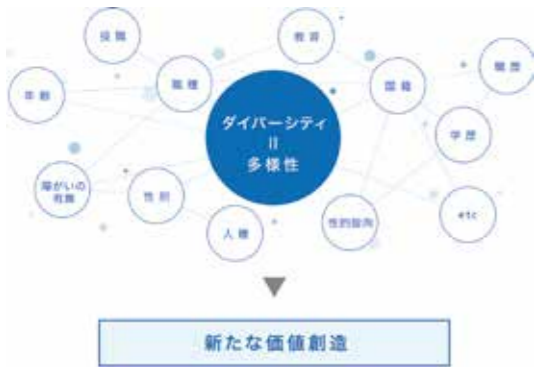 役職
教育
職種
国籍
職歴
年齢
ダイバーシティ
=
多様性
学歴
障がいの
有無
性別
人種
性的指向
etc
新たな価値創造